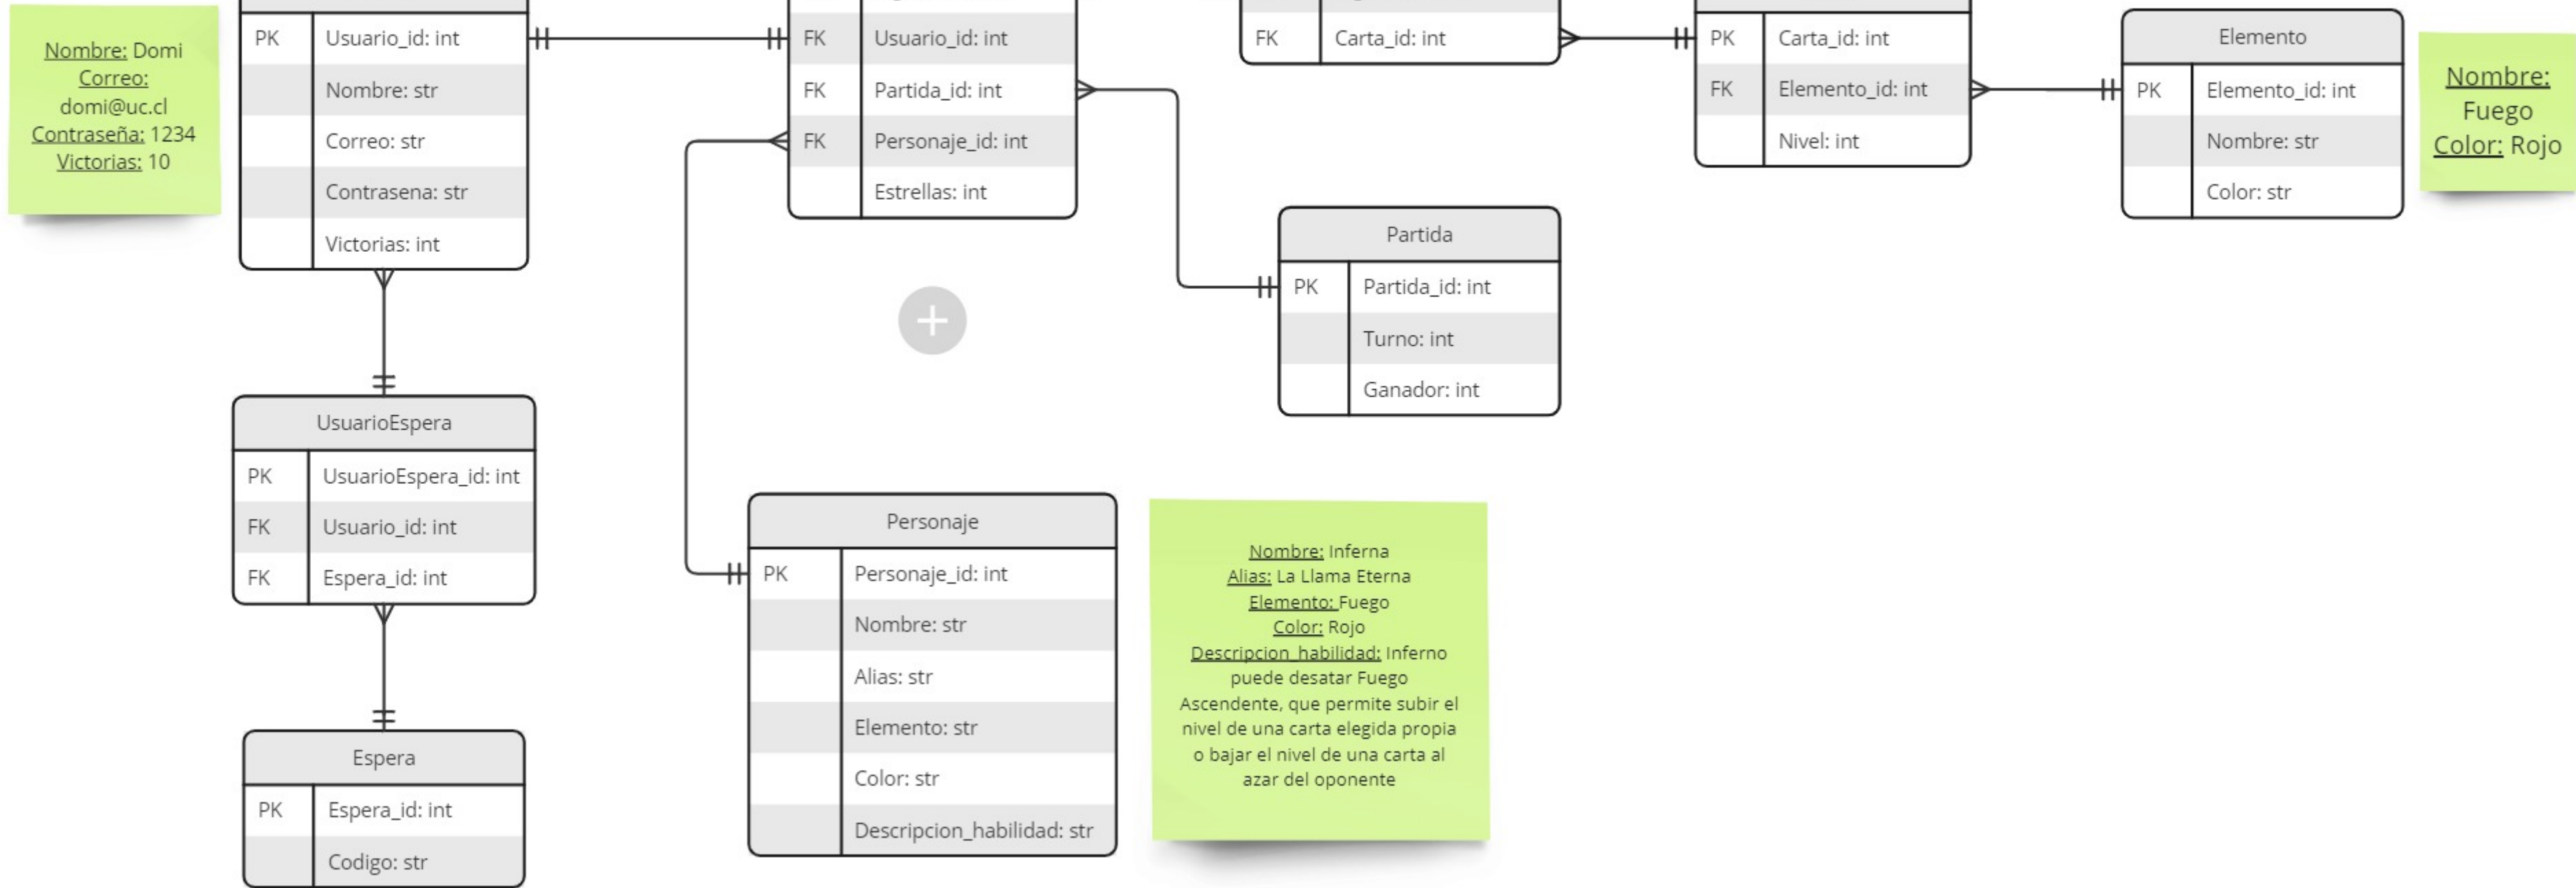 Nombre: Domi
Correo:
domi@uc.cl
Contraseña: 1234
Victorias: 10
PK Usuario_id: int
Nombre: str
Correo: str
Contrasena: str
Victorias: int
FK Usuario_id: int
FK Partida_id: int
FK Personaje_id: int
Estrellas: int
FK Carta_id: int
PK Carta_id: int
FK Elemento_id: int
Nivel: int
Elemento
PK Elemento_id: int
Nombre: str
Color: str
Nombre:
Fuego
Color: Rojo
Partida
PK Partida_id: int
Turno: int
Ganador: int
UsuarioEspera
PK UsuarioEspera_id: int
FK Usuario_id: int
FK Espera_id: int
Personaje
PK Personaje_id: int
Nombre: str
Alias: str
Elemento: str
Color: str
Descripcion_habilidad: str
Nombre: Inferna
Alias: La Llama Eterna
Elemento: Fuego
Color: Rojo
Descripcion_habilidad: Inferno
puede desatar Fuego
Ascendente, que permite subir el
nivel de una carta elegida propia
o bajar el nivel de una carta al
azar del oponente
Espera
PK Espera_id: int
Codigo: str